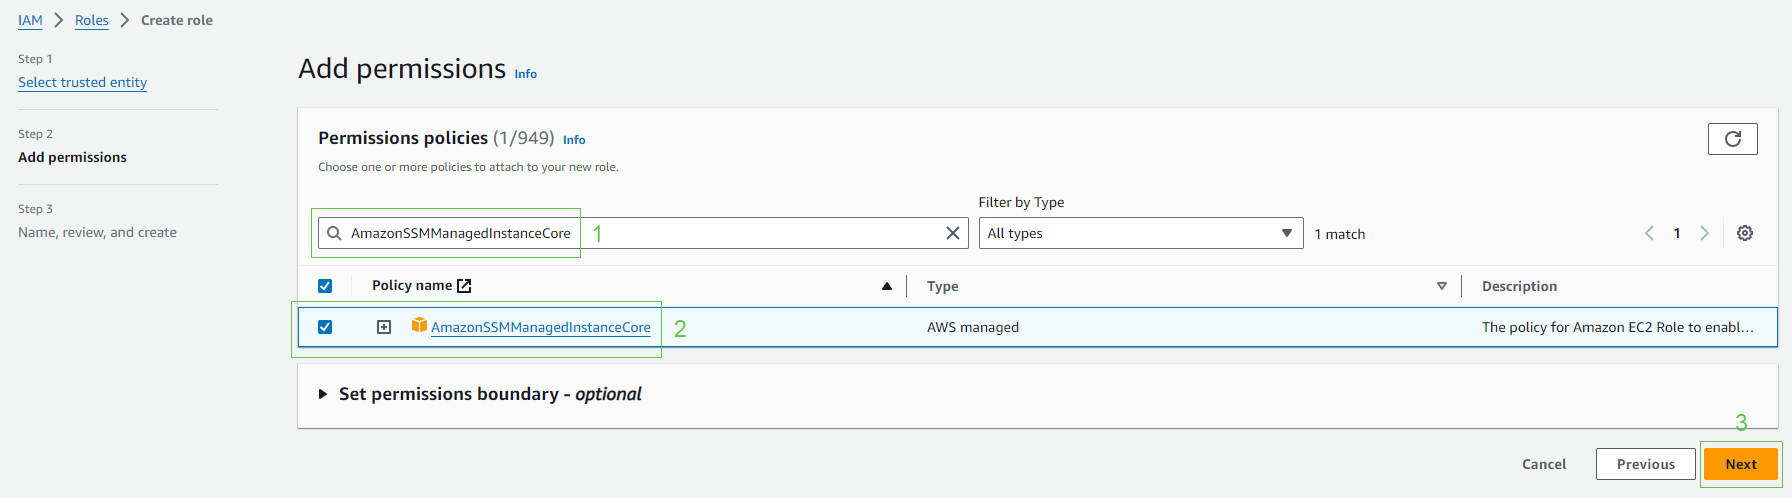 IAM > Roles > Create role
Step 1
Select trusted entity
Step 2
Add permissions
Step 3
Name, review, and create
Add permissions Info
Permissions policies (1/949) Info
Choose one or more policies to attach to your new role.
Filter by Type
AmazonSSMManagedInstanceCore 1 All types 1 match 1
Policy name Type Description
AmazonSSMManagedInstanceCore 2 AWS managed The policy for Amazon EC2 Role to enabl...
Set permissions boundary - optional
3
Cancel Previous Next